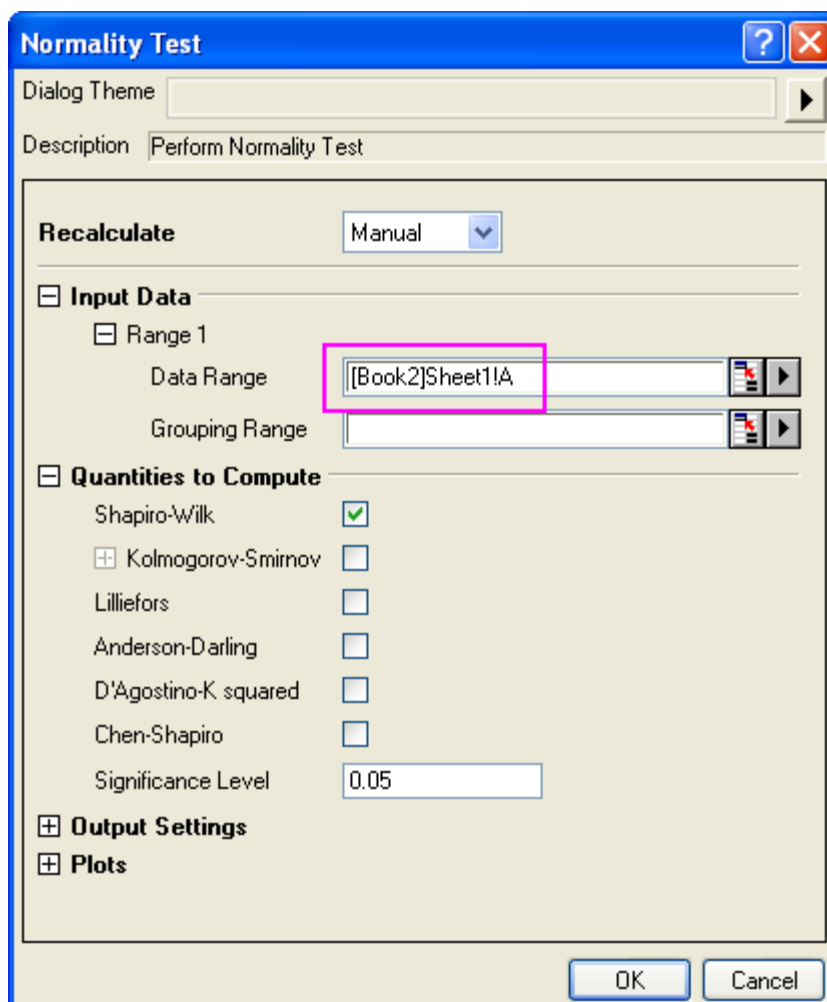 Normality Test
Dialog Theme
Description Perform Normality Test
Recalculate Manual
Input Data
Range 1
Data Range [Book2]Sheet1!A
Grouping Range
Quantities to Compute
Shapiro-Wilk
Kolmogorov-Smirnov
Lilliefors
Anderson-Darling
D'Agostino-K squared
Chen-Shapiro
Significance Level 0.05
Output Settings
Plots
OK Cancel